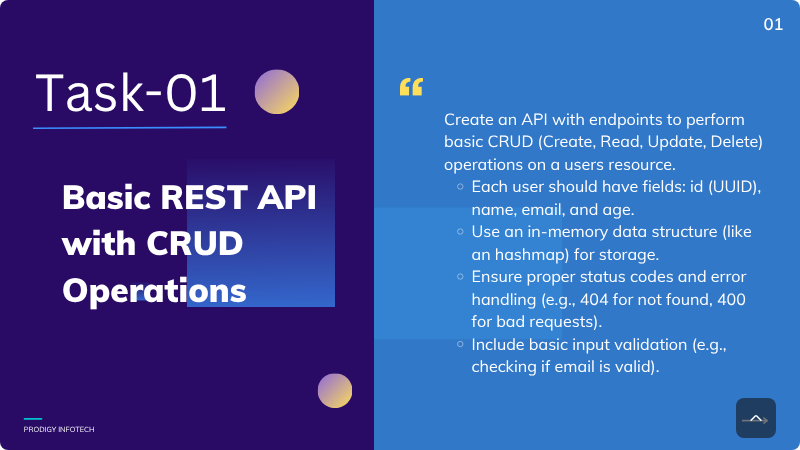 01
Task-01
Basic REST API
with CRUD
Operations
“
Create an API with endpoints to perform
basic CRUD (Create, Read, Update, Delete)
operations on a users resource.
Each user should have fields: id (UUID),
name, email, and age.
Use an in-memory data structure (like
an hashmap) for storage.
Ensure proper status codes and error
handling (e.g., 404 for not found, 400
for bad requests).
Include basic input validation (e.g.,
checking if email is valid).
PRODIGY INFOTECH